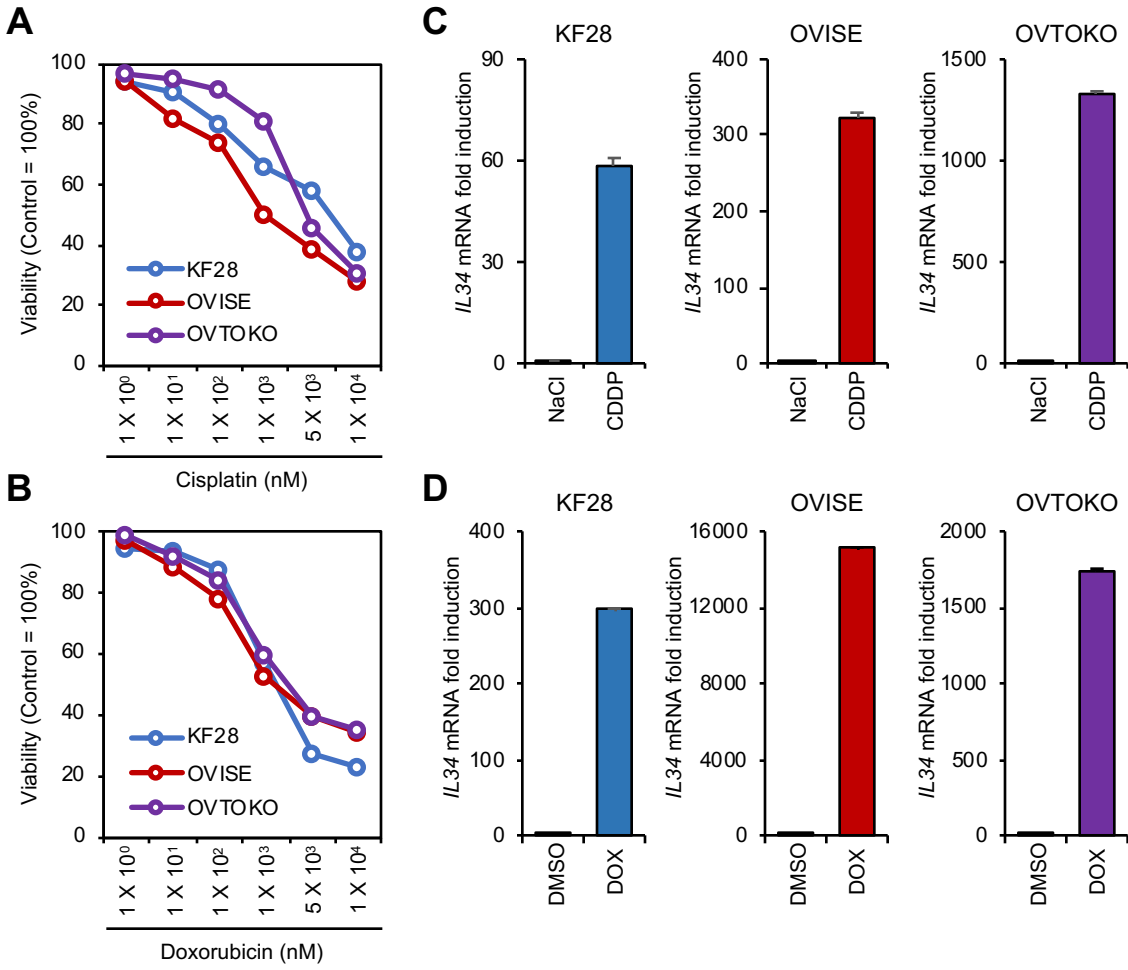 A
Viability (Control = 100%)
100
80
60
40
20
0
KF28
OVISE
OVTOKO
1 X 10⁰
1 X 10¹
1 X 10²
1 X 10³
5 X 10³
1 X 10⁴
Cisplatin (nM)
B
Viability (Control = 100%)
100
80
60
40
20
0
KF28
OVISE
OVTOKO
1 X 10⁰
1 X 10¹
1 X 10²
1 X 10³
5 X 10³
1 X 10⁴
Doxorubicin (nM)
C
KF28
IL34 mRNA fold induction
90
60
30
0
NaCl
CDDP
OVISE
IL34 mRNA fold induction
400
300
200
100
0
NaCl
CDDP
OVTOKO
IL34 mRNA fold induction
1500
1000
500
0
NaCl
CDDP
D
KF28
IL34 mRNA fold induction
400
300
200
100
0
DMSO
DOX
OVISE
IL34 mRNA fold induction
16000
12000
8000
4000
0
DMSO
DOX
OVTOKO
IL34 mRNA fold induction
2000
1500
1000
500
0
DMSO
DOX